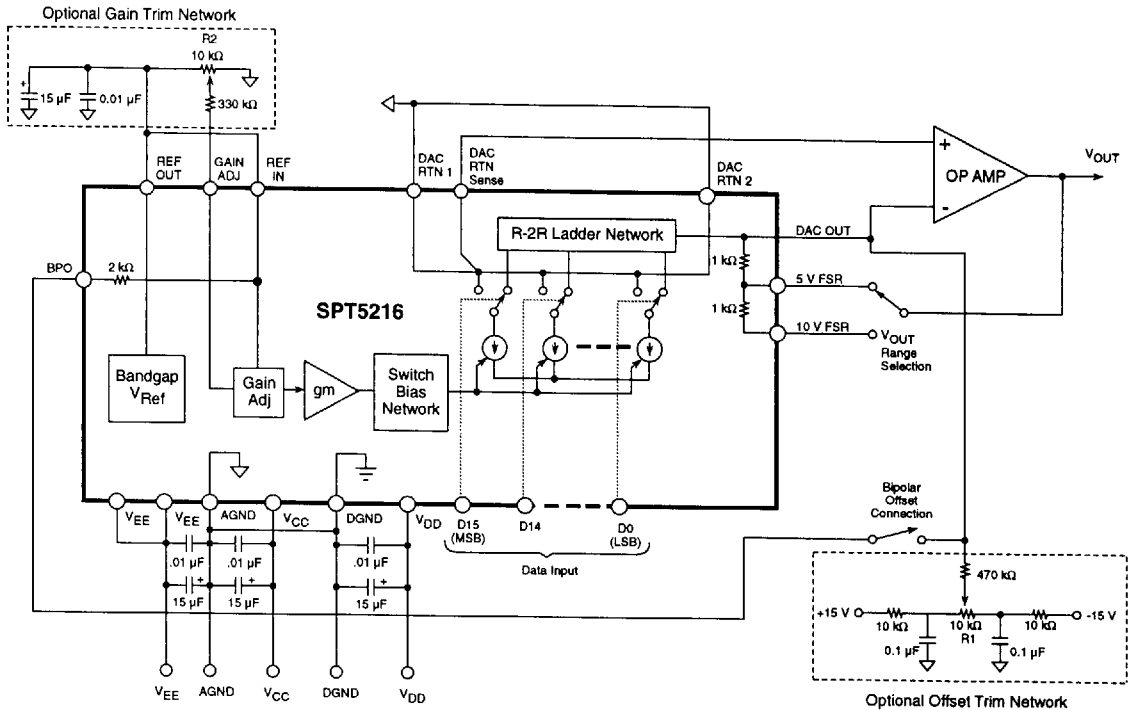 Optional Gain Trim Network
R2
10 kΩ
+
15 µF
0.01 µF
330 kΩ
REF
OUT
GAIN
ADJ
REF
IN
DAC
RTN 1
DAC
RTN
Sense
DAC
RTN 2
+
OP AMP
-
VOUT
R-2R Ladder Network
DAC OUT
BPO
2 kΩ
1 kΩ
5 V FSR
1 kΩ
10 V FSR
VOUT
Range
Selection
SPT5216
Bandgap
VRef
Gain
Adj
gm
Switch
Bias
Network
VEE
VEE
AGND
VCC
DGND
VDD
D15
(MSB)
D14
D0
(LSB)
Data Input
.01 µF
.01 µF
.01 µF
+
+
+
15 µF
15 µF
15 µF
VEE
AGND
VCC
DGND
VDD
Bipolar
Offset
Connection
470 kΩ
+15 V
10 kΩ
10 kΩ
R1
10 kΩ
-15 V
0.1 µF
0.1 µF
Optional Offset Trim Network